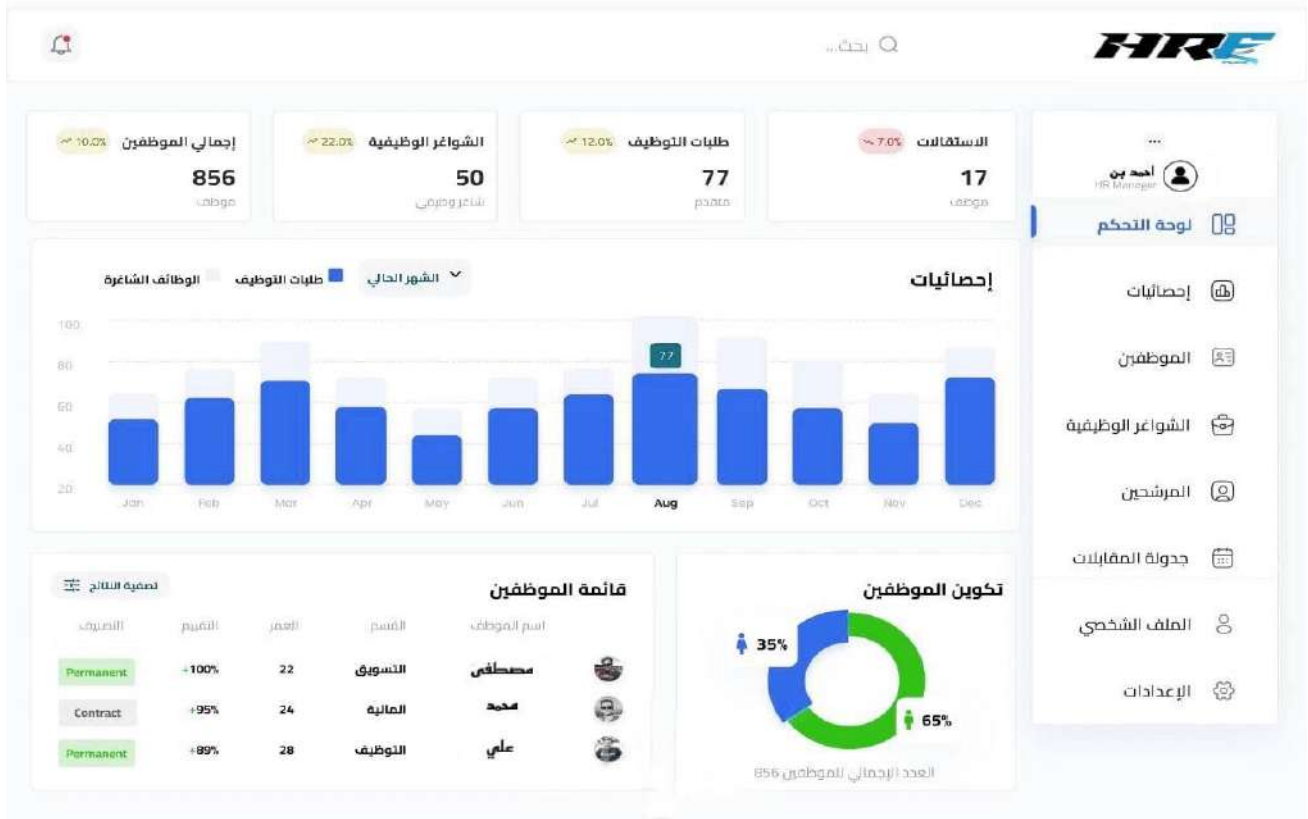 HRE
بحث...
...
أحمد بن
HR Manager
لوحة التحكم
إحصائيات
الموظفين
الشواغر الوظيفية
المرشحين
جدولة المقابلات
الملف الشخصي
الإعدادات
الاستقالات 7.0%
17
موظف
طلبات التوظيف 12.0%
77
متقدم
الشواغر الوظيفية 22.0%
50
شاغر وظيفي
إجمالي الموظفين 10.0%
856
موظف
إحصائيات
الشهر الحالي
طلبات التوظيف
الوظائف الشاغرة
100
80
60
40
20
77
Jan Feb Mar Apr May Jun Jul Aug Sep Oct Nov Dec
تكوين الموظفين
35%
65%
العدد الإجمالي للموظفين 856
قائمة الموظفين
تصفية النتائج
اسم الموظف القسم العمر التقييم التصنيف
مصطفى التسويق 22 +100% Permanent
محمد المالية 24 +95% Contract
علي التوظيف 28 +89% Permanent